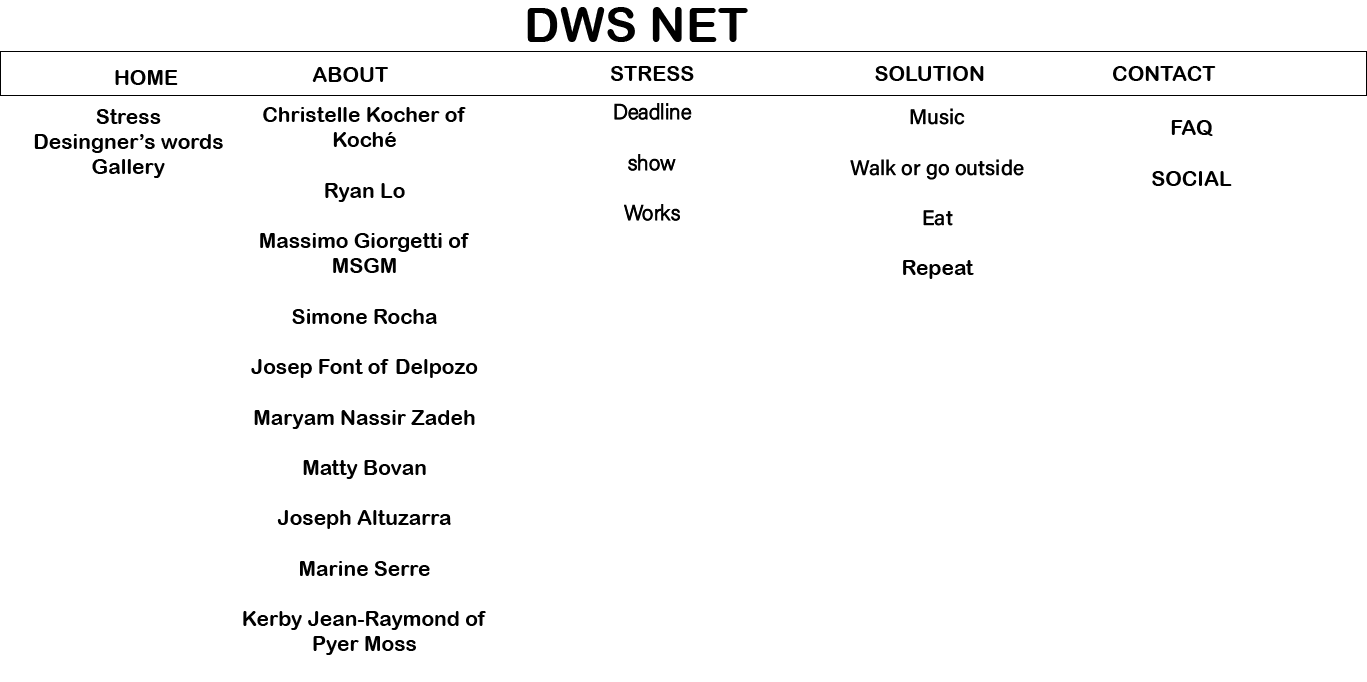 DWS NET
HOME
ABOUT
STRESS
SOLUTION
CONTACT
Stress
Desingner's words
Gallery
Christelle Kocher of
Koché
Ryan Lo
Massimo Giorgetti of
MSGM
Simone Rocha
Josep Font of Delpozo
Maryam Nassir Zadeh
Matty Bovan
Joseph Altuzarra
Marine Serre
Kerby Jean-Raymond of
Pyer Moss
Deadline
show
Works
Music
Walk or go outside
Eat
Repeat
FAQ
SOCIAL